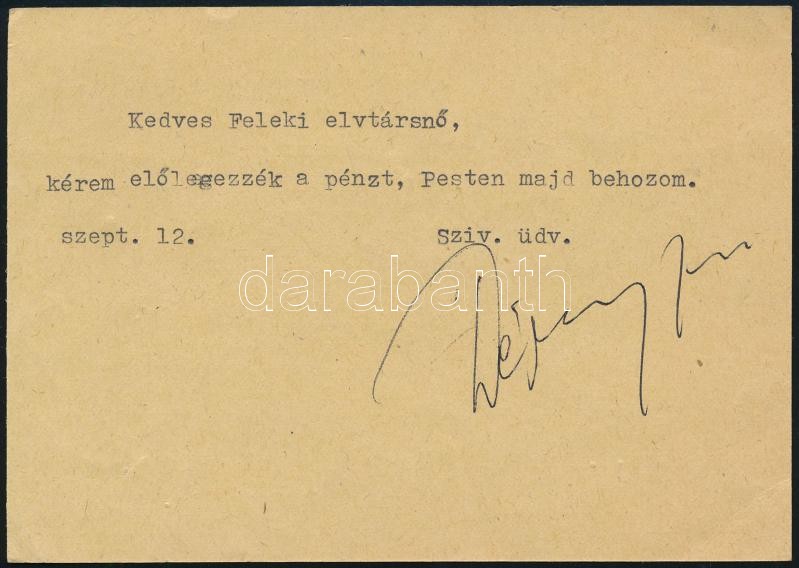 Kedves Feleki elvtársnő,
kérem előlegezzék a pénzt, Pesten majd behozom.
szept. 12.
Sziv. üdv.
darabanth